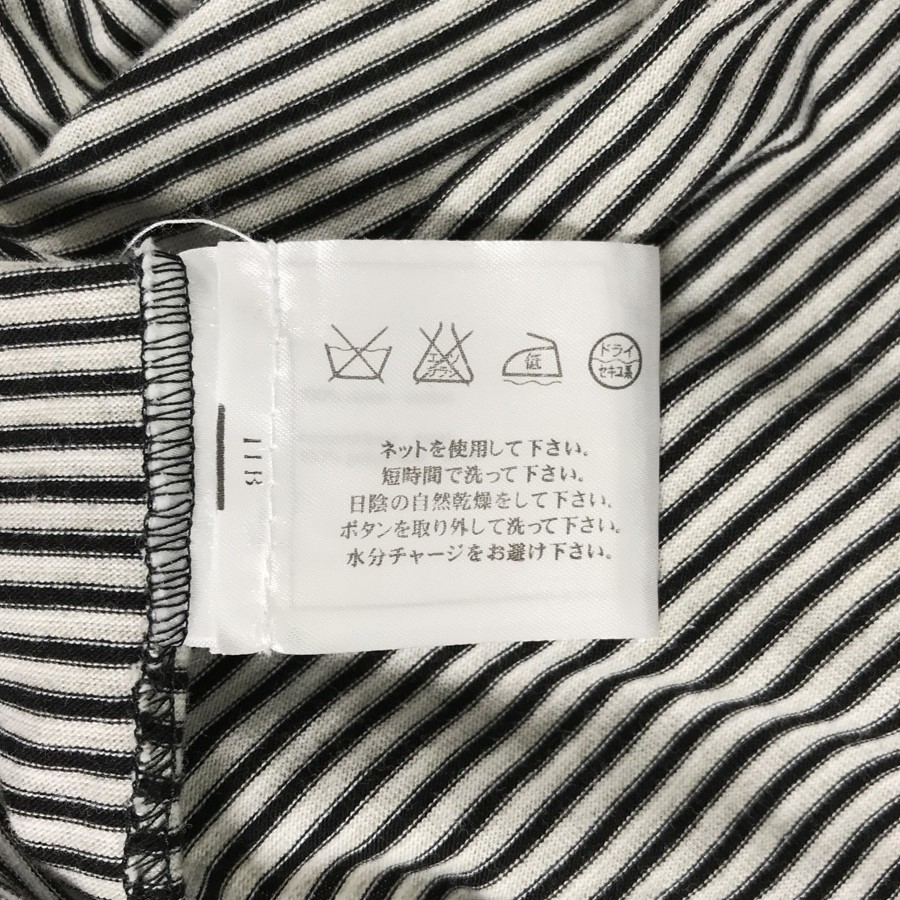 エンソ
サラシ
低
ドライ
セキユ系
ネットを使用して下さい。
短時間で洗って下さい。
日陰の自然乾燥をして下さい。
ボタンを取り外して洗って下さい。
水分チャージをお避け下さい。
11B